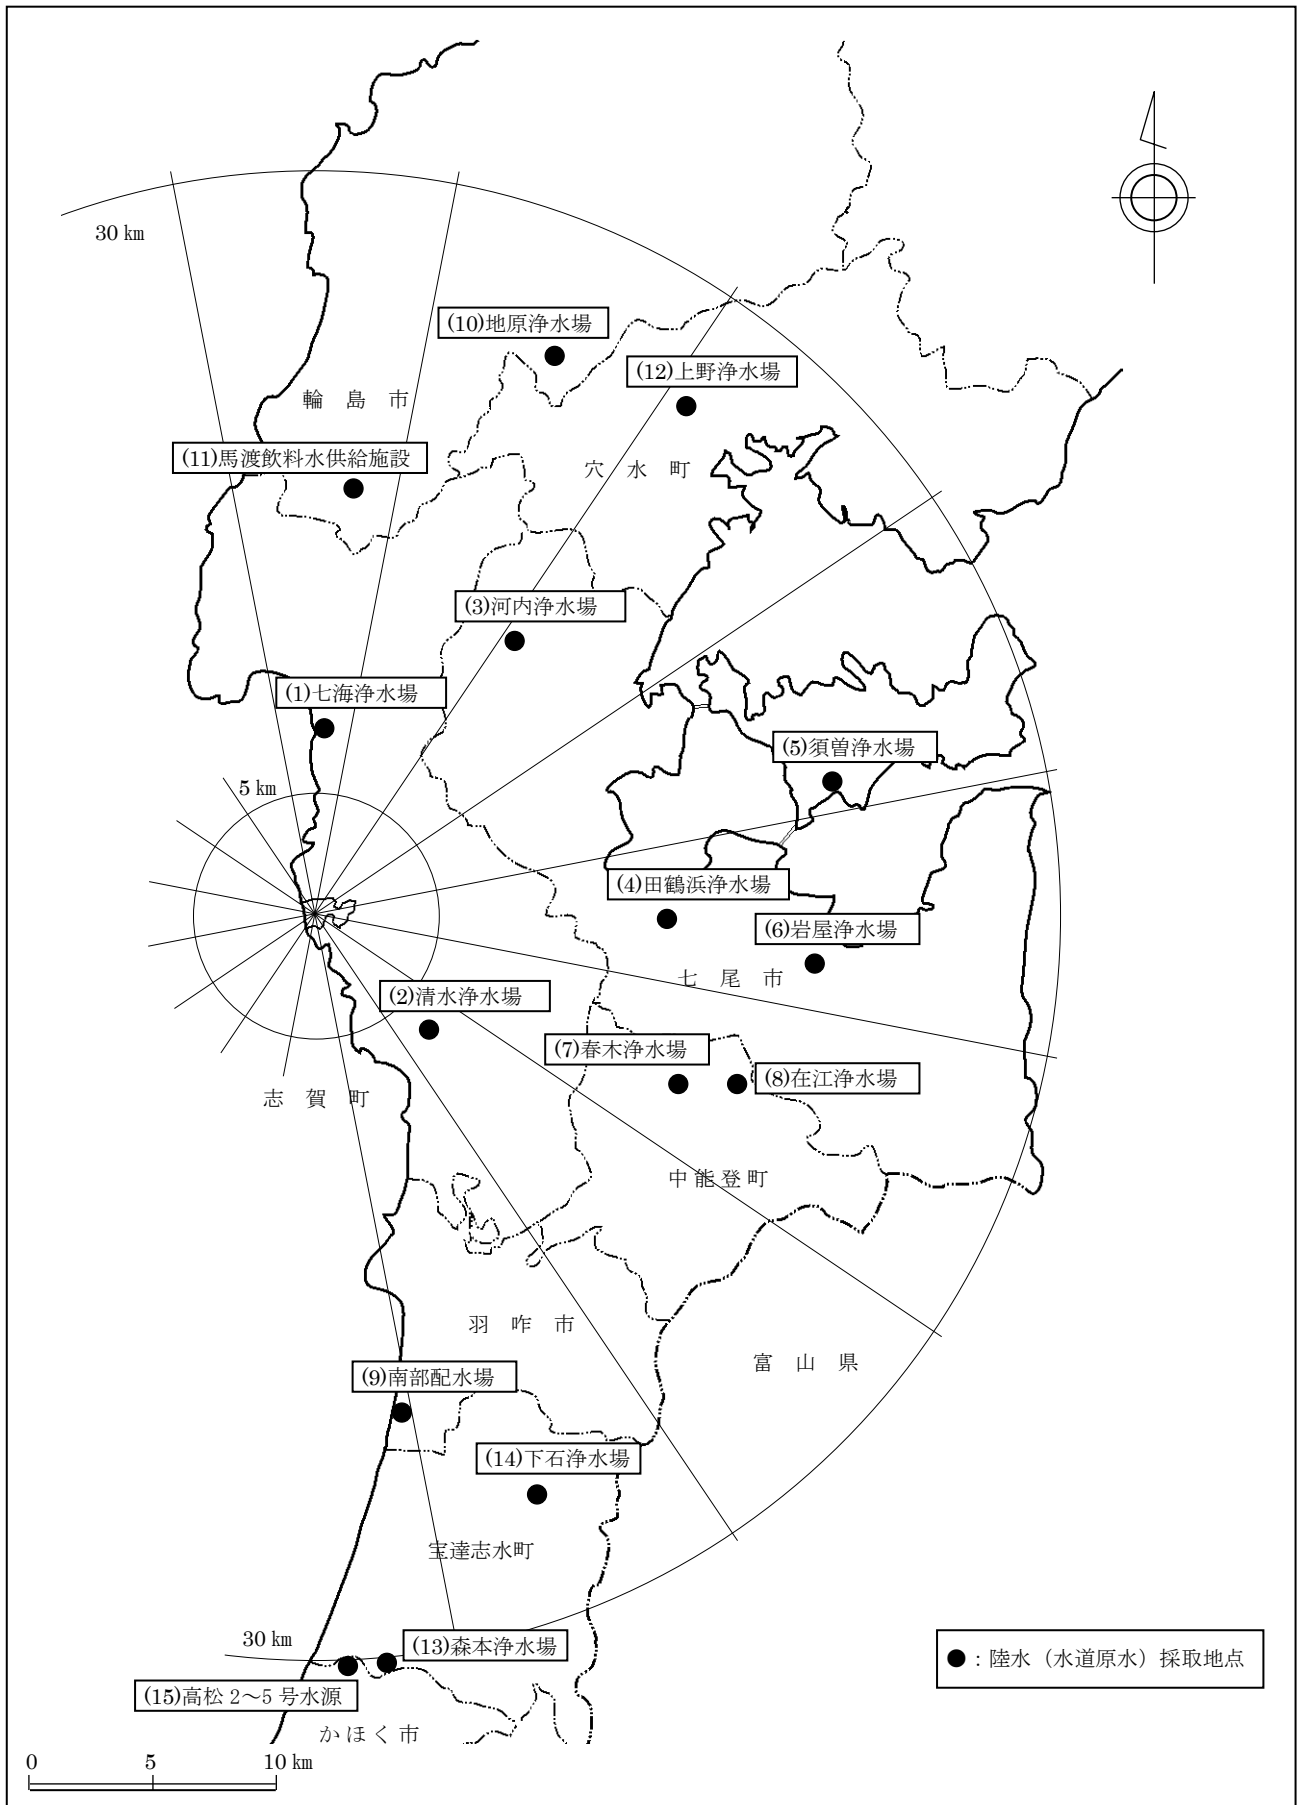 30 ㎞
(10)地原浄水場
(12)上野浄水場
輪 島 市
(11)馬渡飲料水供給施設
穴 水 町
(3)河内浄水場
(1)七海浄水場
(5)須曽浄水場
5 ㎞
(4)田鶴浜浄水場
(6)岩屋浄水場
七 尾 市
(2)清水浄水場
(7)春木浄水場
(8)在江浄水場
志 賀 町
中能登町
羽 咋 市
富 山 県
(9)南部配水場
(14)下石浄水場
宝達志水町
30 ㎞
(13)森本浄水場
●:陸水(水道原水)採取地点
(15)高松 2～5 号水源
かほく市
0 5 10 ㎞